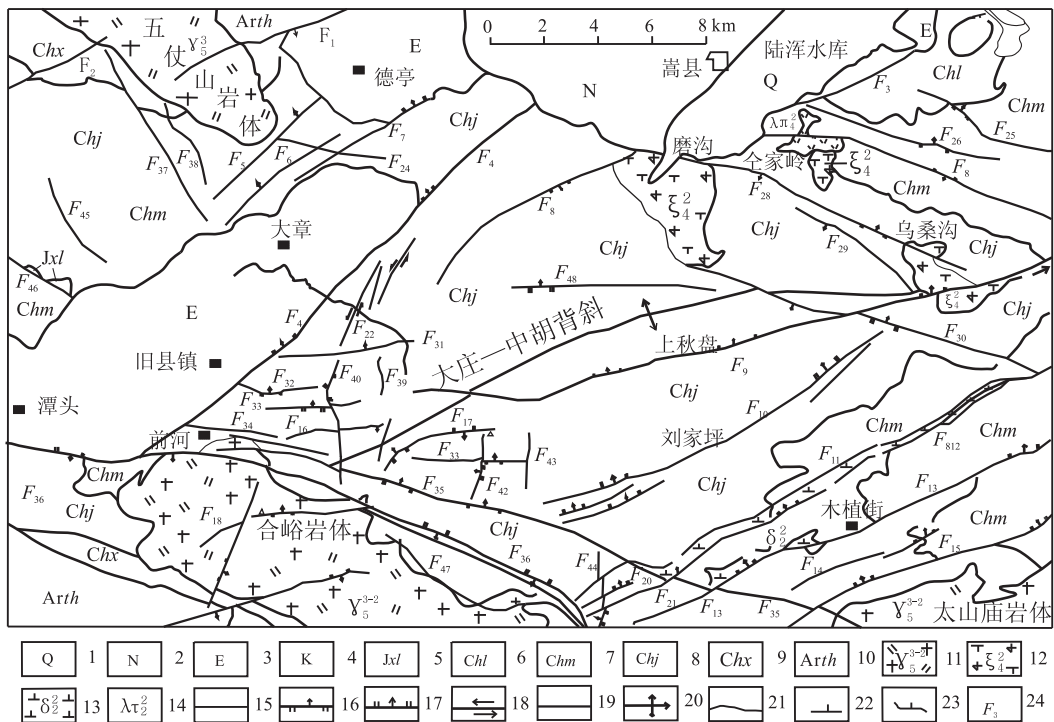 五
仗
山
岩
体
γ₅³
Arth
F₁
E
0 2 4 6 8 km
嵩县
陆浑水库
E
Chx
F₂
德亭
N
Q
F₃
Chl
Chm
Chj
F₃₇
F₃₈
F₅
F₆
F₇
F₂₄
Chj
F₄
λπ₄²
F₂₆
F₂₅
磨沟
仝家岭
ξ₄²
F₈
F₈
ξ₄²
F₂₈
Chm
F₄₅
Chm
大章
Chj
Chj
F₂₉
乌桑沟
Chj
Jxl
F₄₆
Chm
F₄₈
Chj
ξ₄²
Chj
E
F₄
F₂₂
F₃₁
大庄—中胡背斜
上秋盘
F₃₀
旧县镇
F₃₂
F₄₀
F₃₉
F₉
Chj
潭头
F₃₃
F₃₄
F₁₆
F₁₇
F₁₀
前河
刘家坪
Chm
F₈₁₂
Chm
Chm
F₃₃
F₄₃
F₁₁
F₃₆
F₃₅
F₄₂
Chj
F₁₃
Chj
F₁₈
合峪岩体
Chj
木植街
δ₂²
Chm
Chx
F₃₆
F₁₅
F₄₇
F₄₄
F₂₀
F₁₄
Arth
γ₅³⁻²
F₂₁
F₁₃
F₃₅
γ₅³⁻²
太山庙岩体
Q 1 N 2 E 3 K 4 Jxl 5 Chl 6 Chm 7 Chj 8 Chx 9 Arth 10 γ₅³⁻² 11 ξ₄² 12
δ₂² 13 λτ₂² 14 15 16 17 18 19 20 21 22 23 F₃ 24